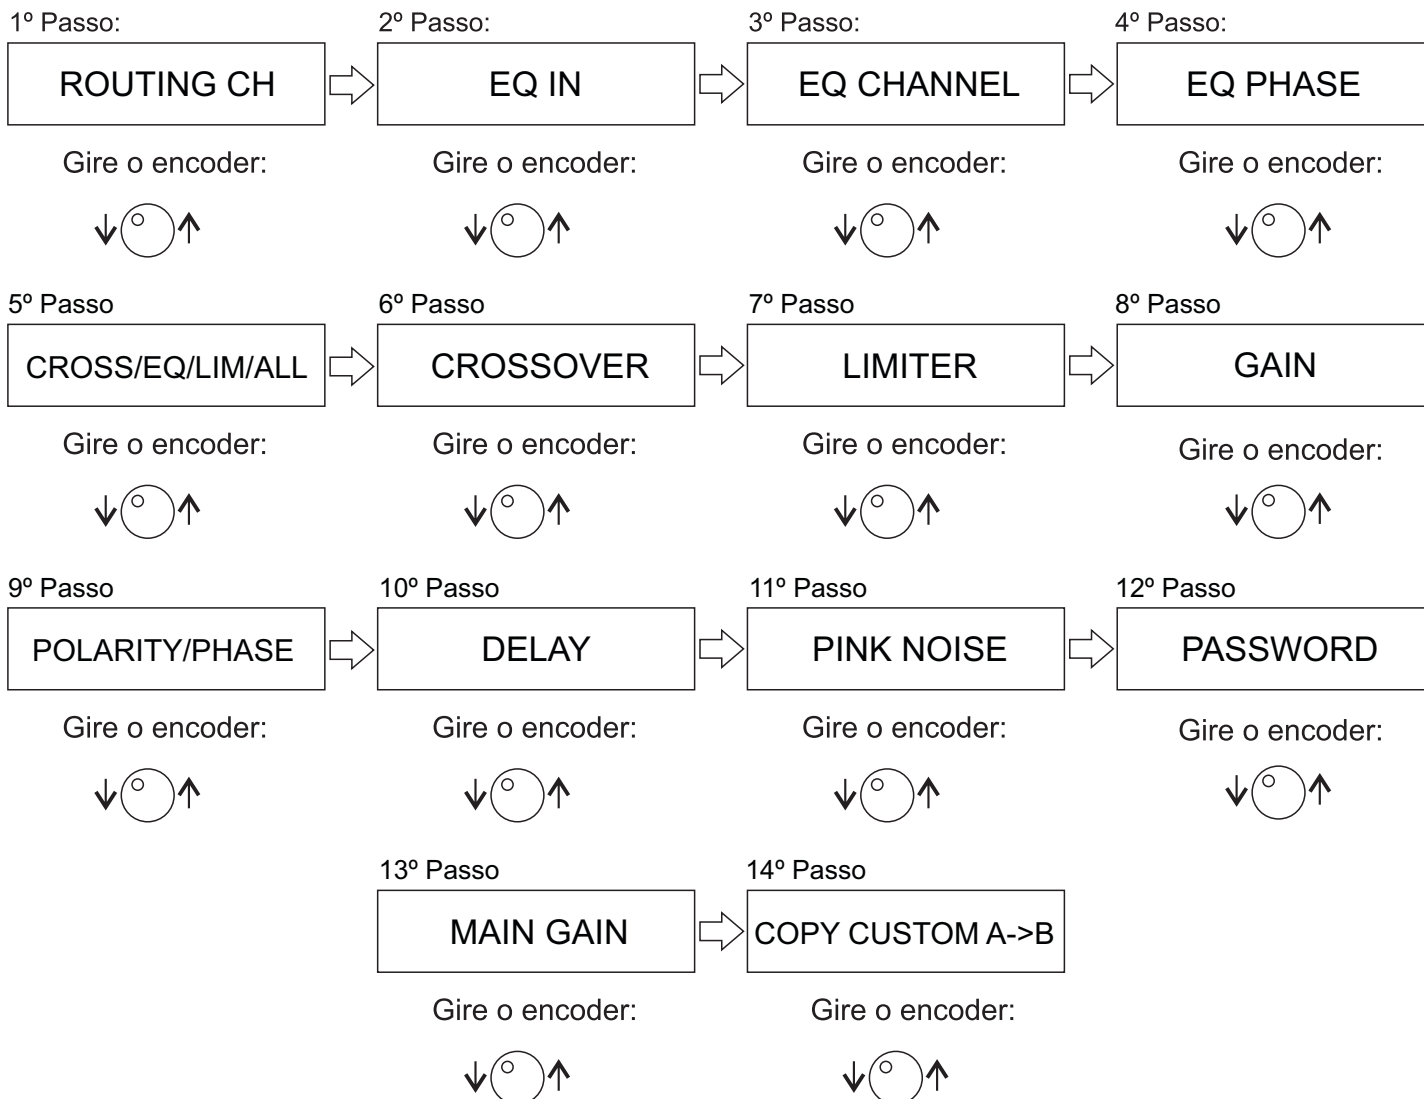 1º Passo:
2º Passo:
3º Passo:
4º Passo:
ROUTING CH
EQ IN
EQ CHANNEL
EQ PHASE
Gire o encoder:
Gire o encoder:
Gire o encoder:
Gire o encoder:
5º Passo
6º Passo
7º Passo
8º Passo
CROSS/EQ/LIM/ALL
CROSSOVER
LIMITER
GAIN
Gire o encoder:
Gire o encoder:
Gire o encoder:
Gire o encoder:
9º Passo
10º Passo
11º Passo
12º Passo
POLARITY/PHASE
DELAY
PINK NOISE
PASSWORD
Gire o encoder:
Gire o encoder:
Gire o encoder:
Gire o encoder:
13º Passo
14º Passo
MAIN GAIN
COPY CUSTOM A->B
Gire o encoder:
Gire o encoder: